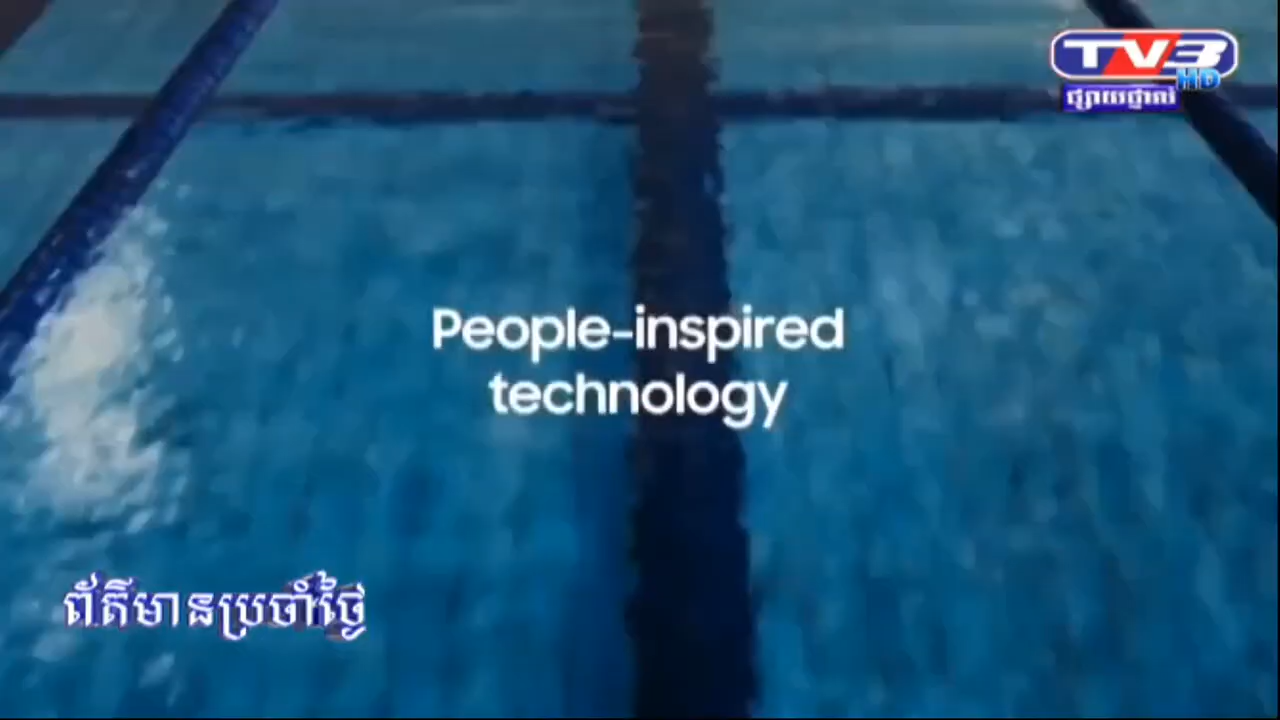 TV3
HD
ផ្សាយផ្ទាល់
People-inspired
technology
ព័ត៌មានប្រចាំថ្ងៃ